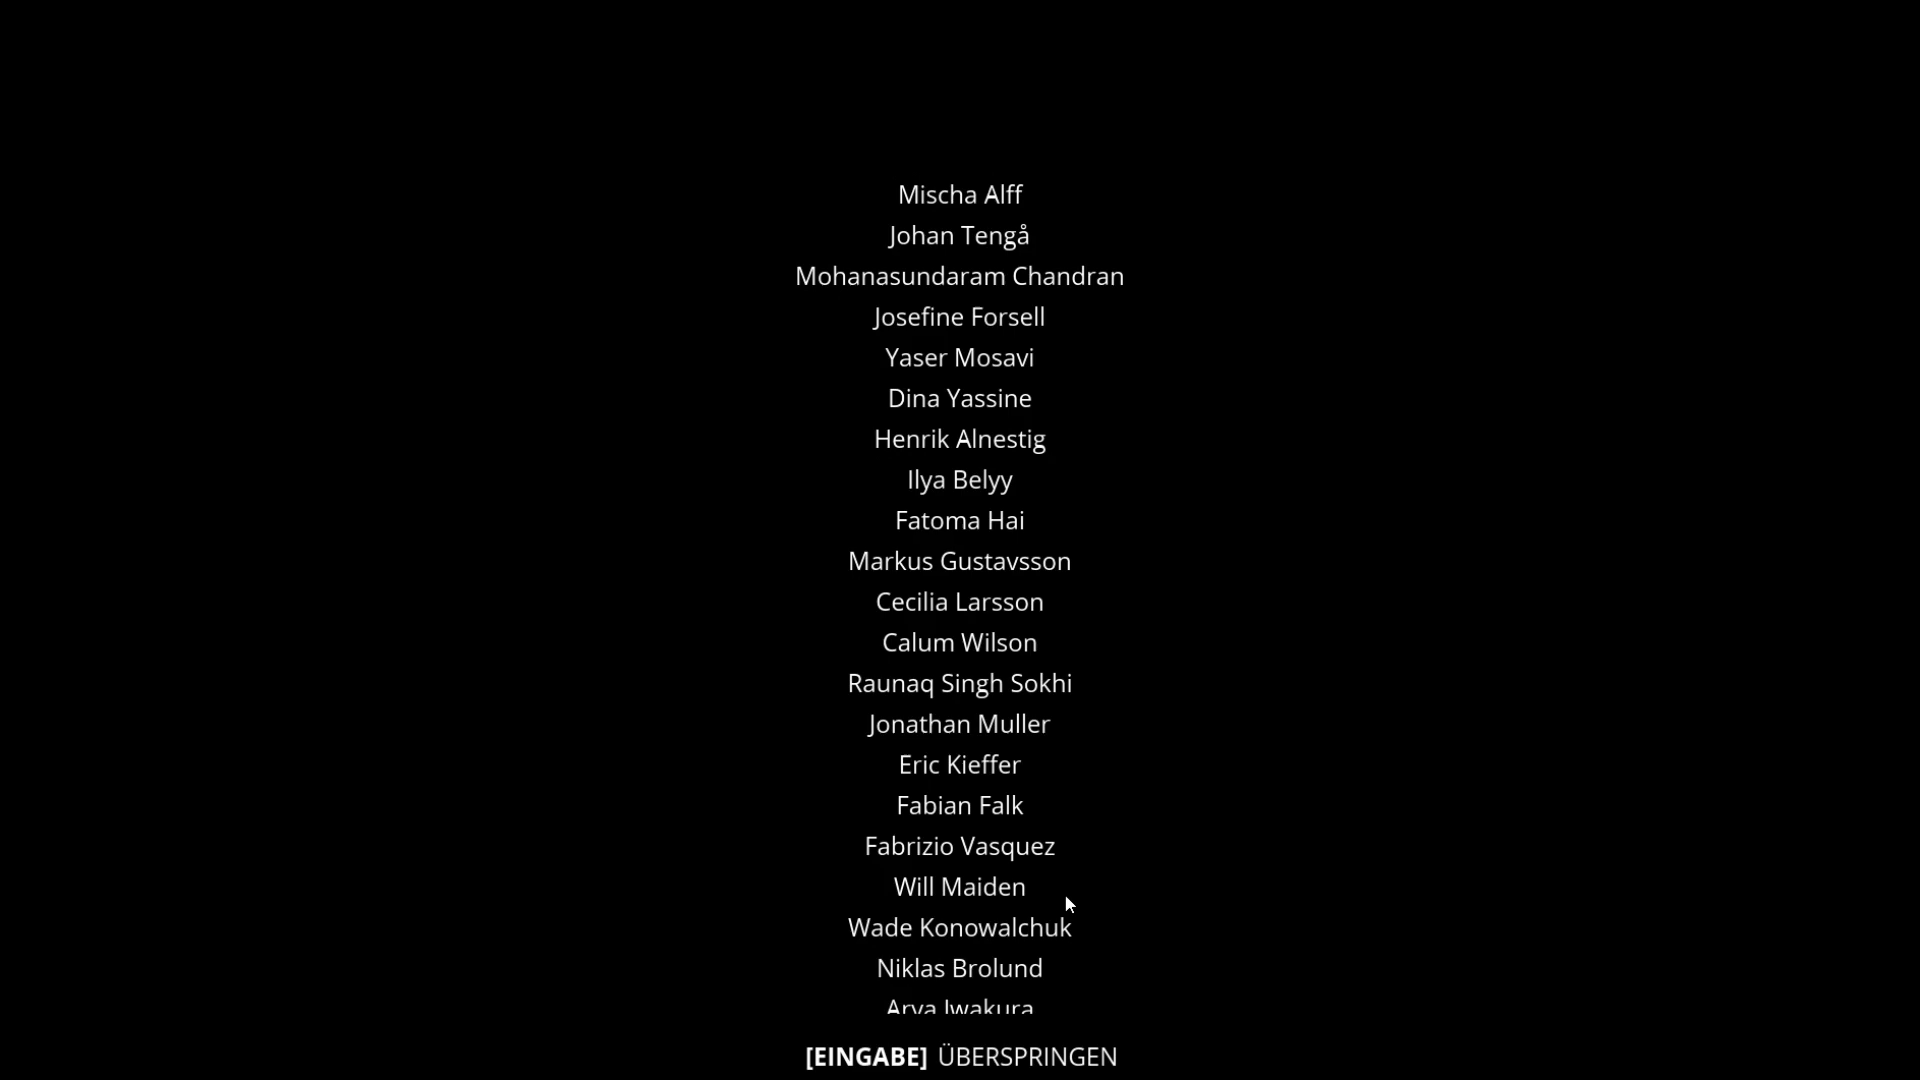 Mischa Alff
Johan Tengå
Mohanasundaram Chandran
Josefine Forsell
Yaser Mosavi
Dina Yassine
Henrik Alnestig
Ilya Belyy
Fatoma Hai
Markus Gustavsson
Cecilia Larsson
Calum Wilson
Raunaq Singh Sokhi
Jonathan Muller
Eric Kieffer
Fabian Falk
Fabrizio Vasquez
Will Maiden
Wade Konowalchuk
Niklas Brolund
Arya Iwakura
[EINGABE] ÜBERSPRINGEN